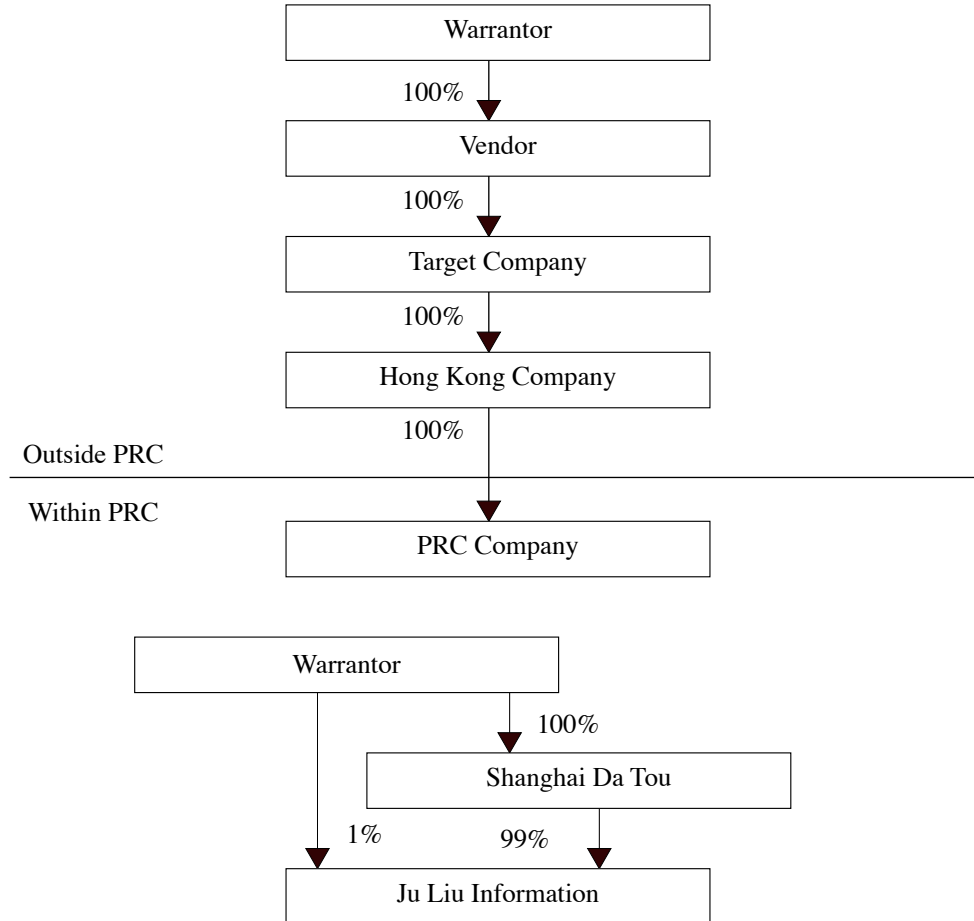 Warrantor
100%
Vendor
100%
Target Company
100%
Hong Kong Company
100%
Outside PRC
Within PRC
PRC Company
Warrantor
100%
Shanghai Da Tou
1%
99%
Ju Liu Information